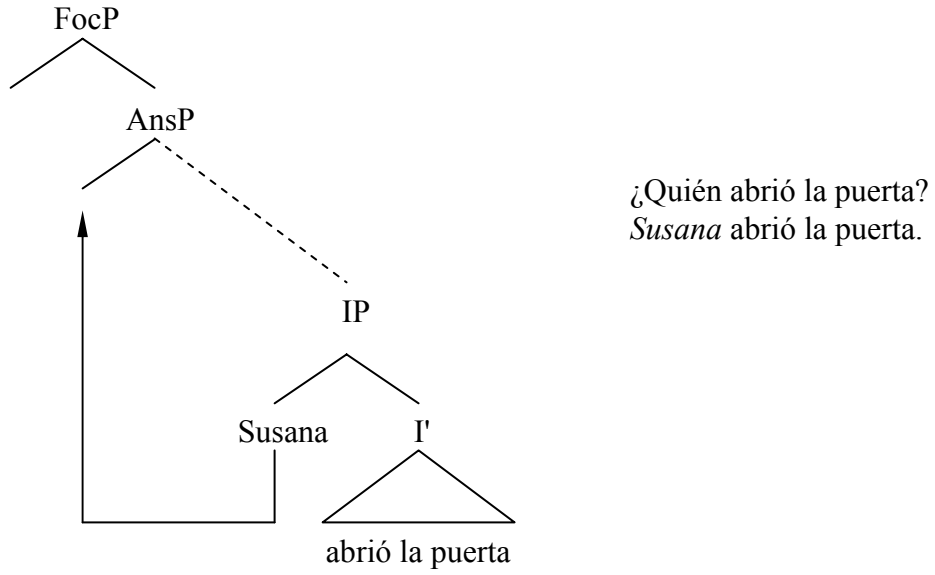 FocP
AnsP
¿Quién abrió la puerta?
Susana abrió la puerta.
IP
Susana I'
abrió la puerta